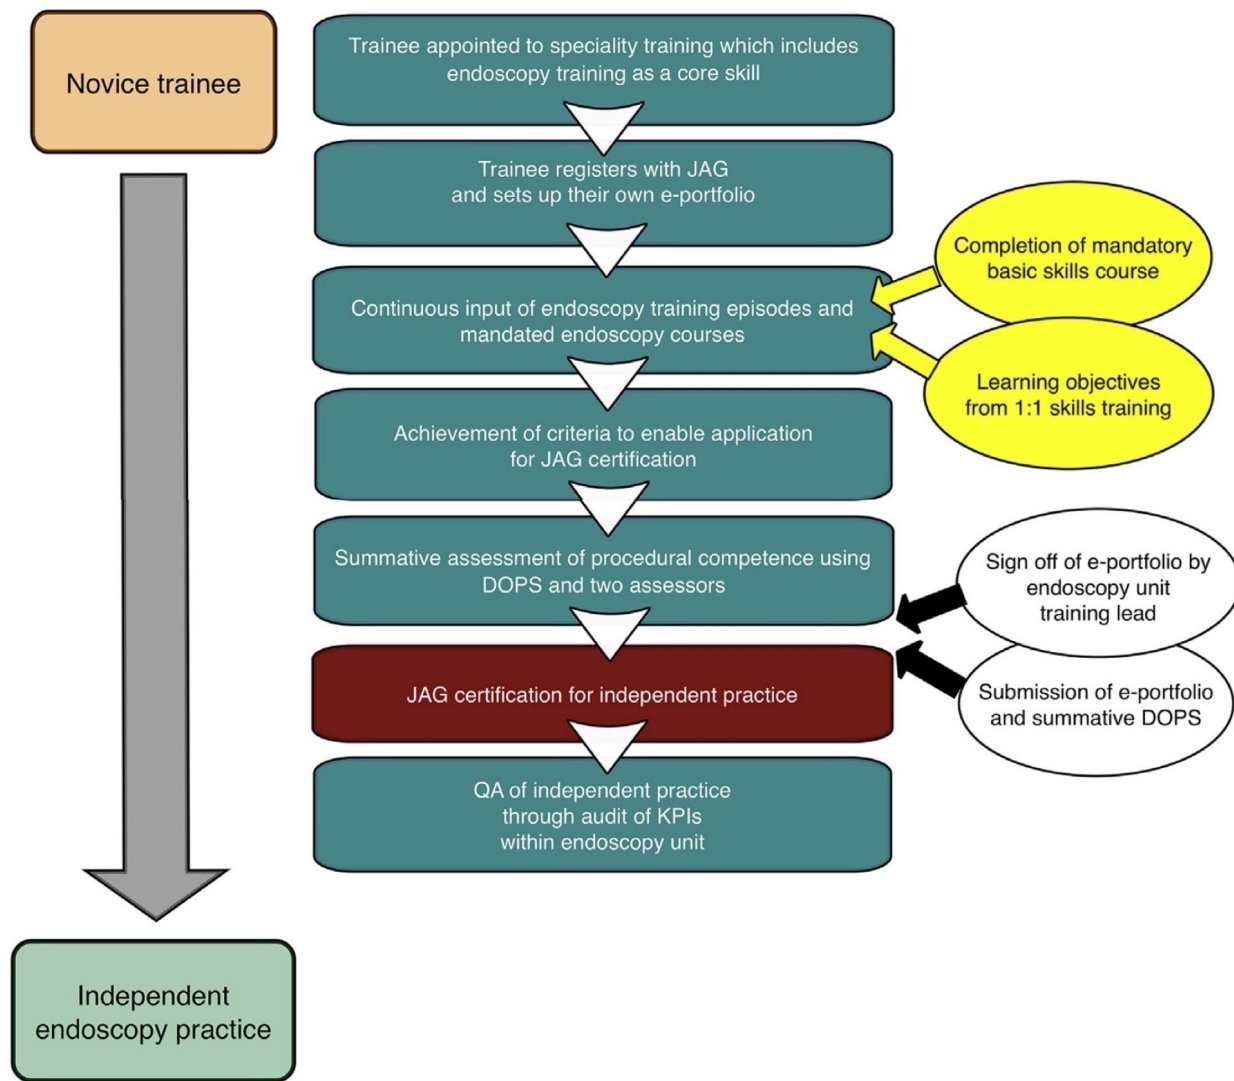 Novice trainee
Trainee appointed to speciality training which includes
endoscopy training as a core skill
Trainee registers with JAG
and sets up their own e-portfolio
Continuous input of endoscopy training episodes and
mandated endoscopy courses
Completion of mandatory
basic skills course
Learning objectives
from 1:1 skills training
Achievement of criteria to enable application
for JAG certification
Summative assessment of procedural competence using
DOPS and two assessors
Sign off of e-portfolio by
endoscopy unit
training lead
Submission of e-portfolio
and summative DOPS
JAG certification for independent practice
QA of independent practice
through audit of KPIs
within endoscopy unit
Independent
endoscopy practice